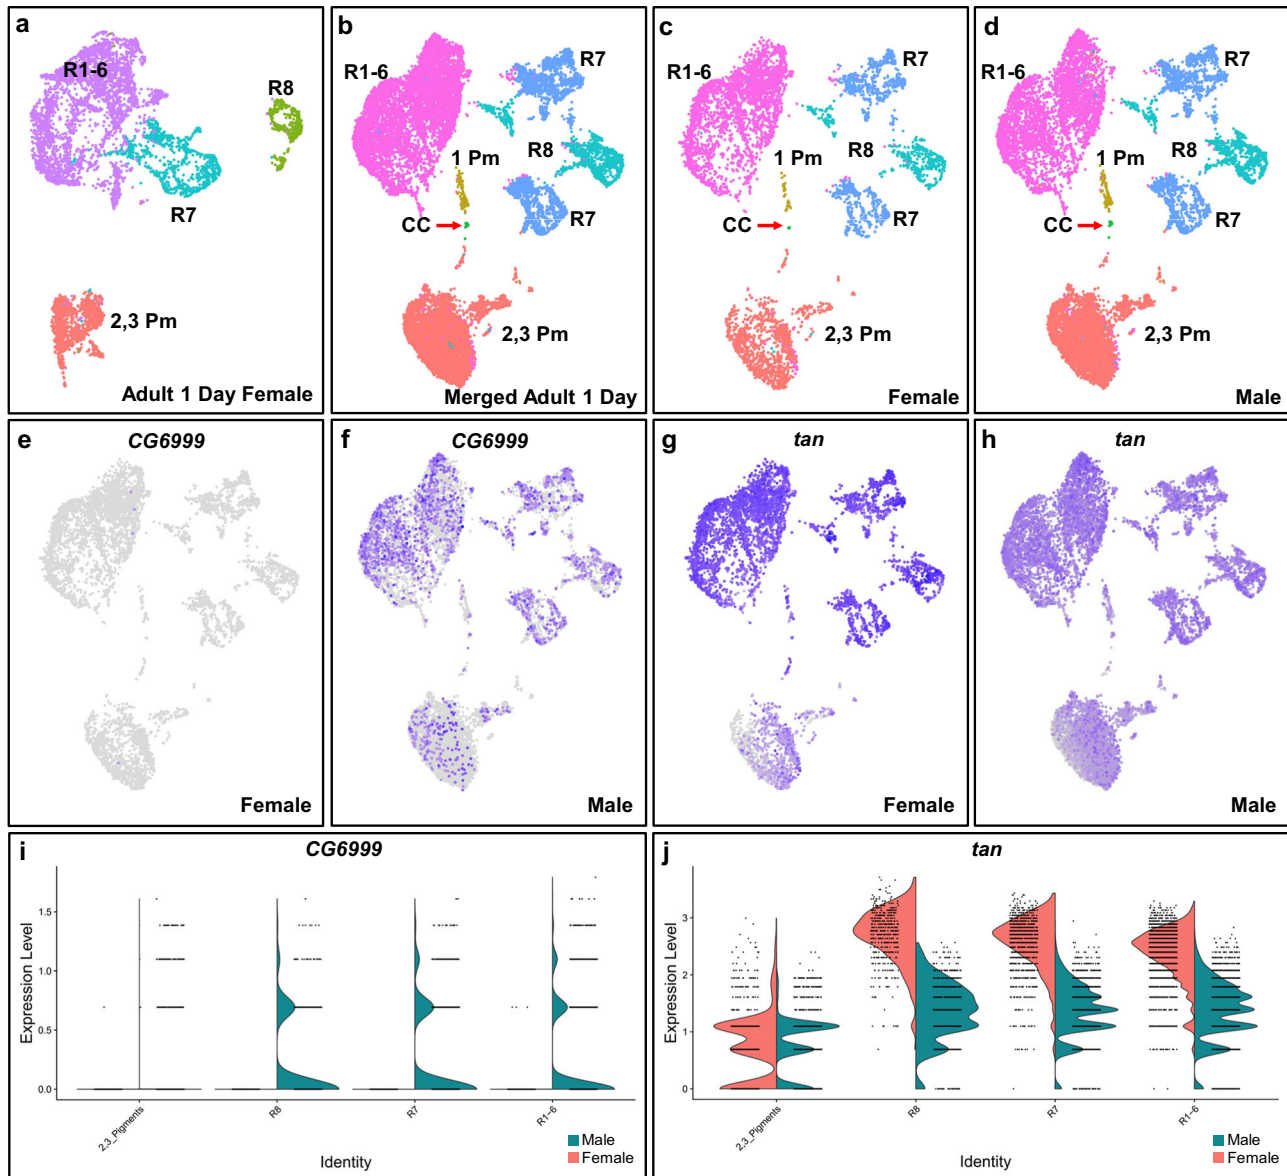 a
R1-6
R8
R7
2,3 Pm
Adult 1 Day Female
b
R1-6
R7
1 Pm
R8
CC
R7
2,3 Pm
Merged Adult 1 Day
c
R1-6
R7
1 Pm
R8
CC
R7
2,3 Pm
Female
d
R1-6
R7
1 Pm
R8
CC
R7
2,3 Pm
Male
e
CG6999
Female
f
CG6999
Male
g
tan
Female
h
tan
Male
i
CG6999
Expression Level
1.5
1.0
0.5
0.0
2,3_Pigments
R8
R7
R1-6
Identity
Male
Female
j
tan
Expression Level
3
2
1
0
2,3_Pigments
R8
R7
R1-6
Identity
Male
Female